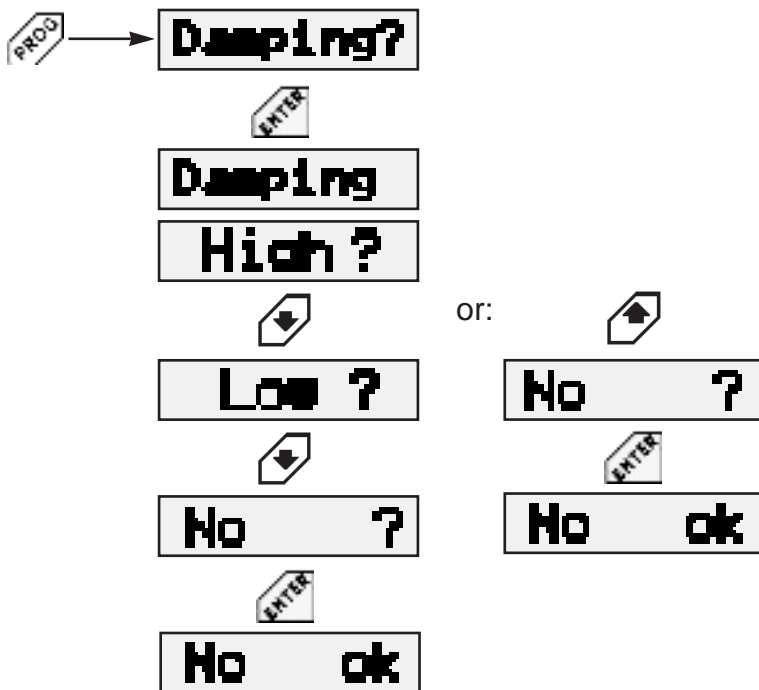 PROG
Damping?
ENTER
Damping
High ?
or:
Low ?
No ?
ENTER
No ok
No ?
ENTER
No ok